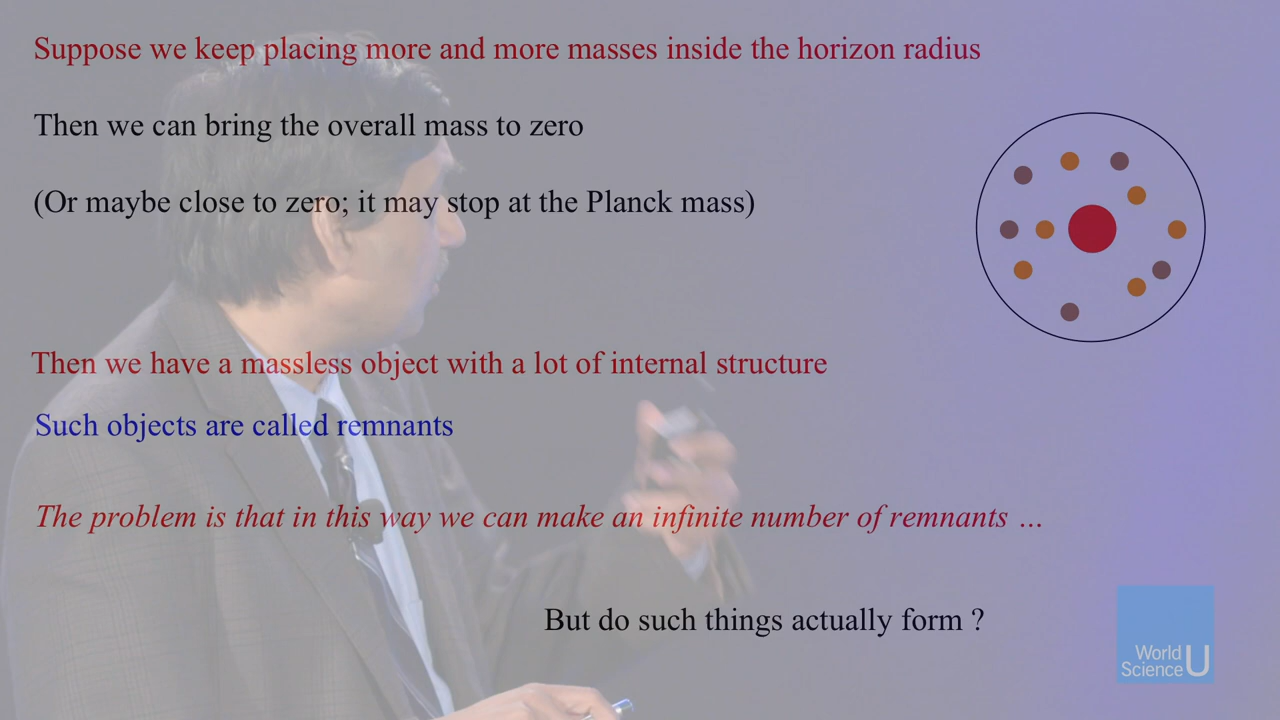 Suppose we keep placing more and more masses inside the horizon radius
Then we can bring the overall mass to zero
(Or maybe close to zero; it may stop at the Planck mass)
Then we have a massless object with a lot of internal structure
Such objects are called remnants
The problem is that in this way we can make an infinite number of remnants …
But do such things actually form ?
World
Science U